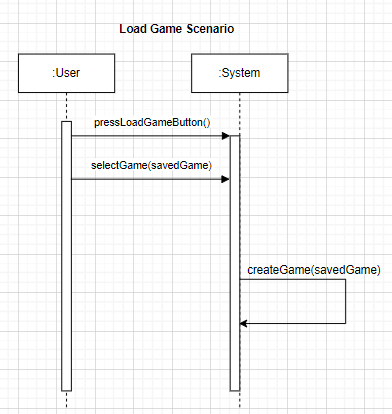 Load Game Scenario
:User
:System
pressLoadGameButton()
selectGame(savedGame)
createGame(savedGame)